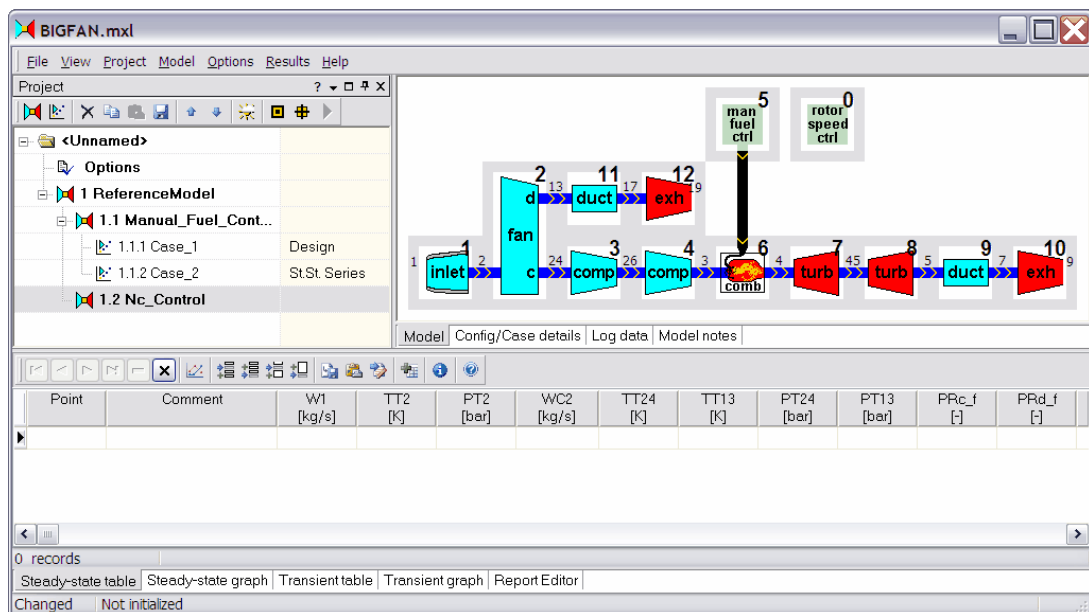 BIGFAN.mxl
File View Project Model Options Results Help
Project
<Unnamed>
Options
1 ReferenceModel
1.1 Manual_Fuel_Cont...
1.1.1 Case_1 Design
1.1.2 Case_2 St.St. Series
1.2 Nc_Control
5 0
man fuel ctrl
rotor speed ctrl
2 11 12
13 17 19
d duct exh
fan
1 3 4 6 7 8 9 10
1 2 24 26 3 4 45 5 7 9
inlet c comp comp comb turb turb duct exh
Model Config/Case details Log data Model notes
Point Comment W1 TT2 PT2 WC2 TT24 TT13 PT24 PT13 PRc_f PRd_f
[kg/s] [K] [bar] [kg/s] [K] [K] [bar] [bar] [-] [-]
0 records
Steady-state table Steady-state graph Transient table Transient graph Report Editor
Changed Not initialized